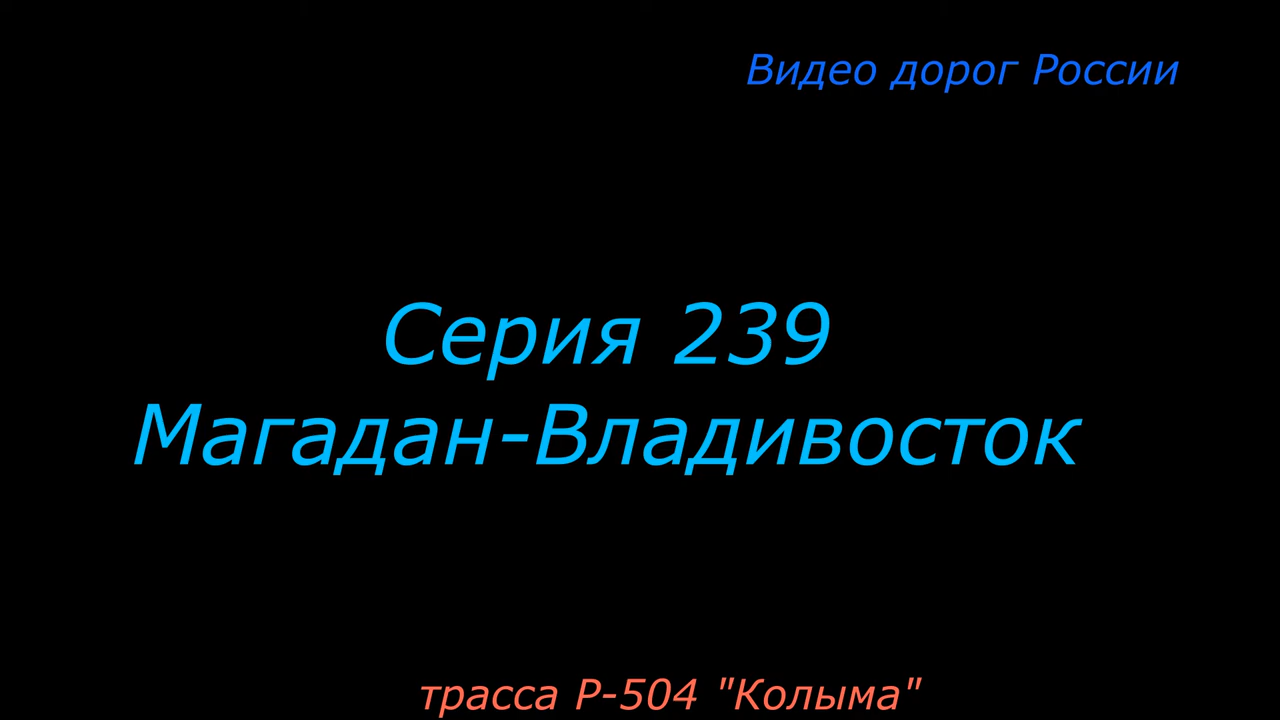 Видео дорог России
Серия 239
Магадан-Владивосток
трасса Р-504 "Колыма"